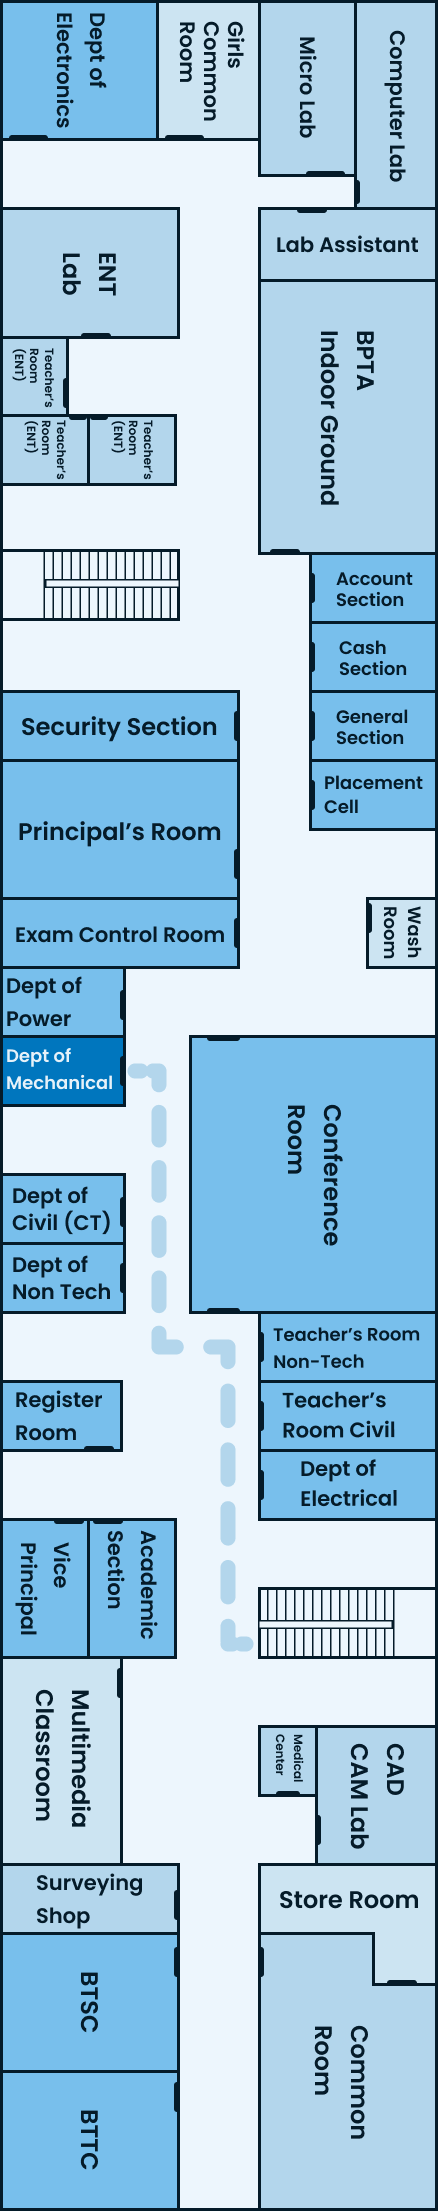 Dept of
Electronics
Girls
Common
Room
Micro Lab
Computer Lab
ENT
Lab
Lab Assistant
BPTA
Indoor Ground
Teacher's
Room
(ENT)
Teacher's
Room
(ENT)
Teacher's
Room
(ENT)
Account
Section
Cash
Section
General
Section
Placement
Cell
Security Section
Principal's Room
Exam Control Room
Wash
Room
Dept of
Power
Dept of
Mechanical
Conference
Room
Dept of
Civil (CT)
Dept of
Non Tech
Teacher's Room
Non-Tech
Register
Room
Teacher's
Room Civil
Dept of
Electrical
Vice
Principal
Academic
Section
Multimedia
Classroom
Medical
Center
CAD
CAM Lab
Surveying
Shop
Store Room
BTSC
Common
Room
BTTC